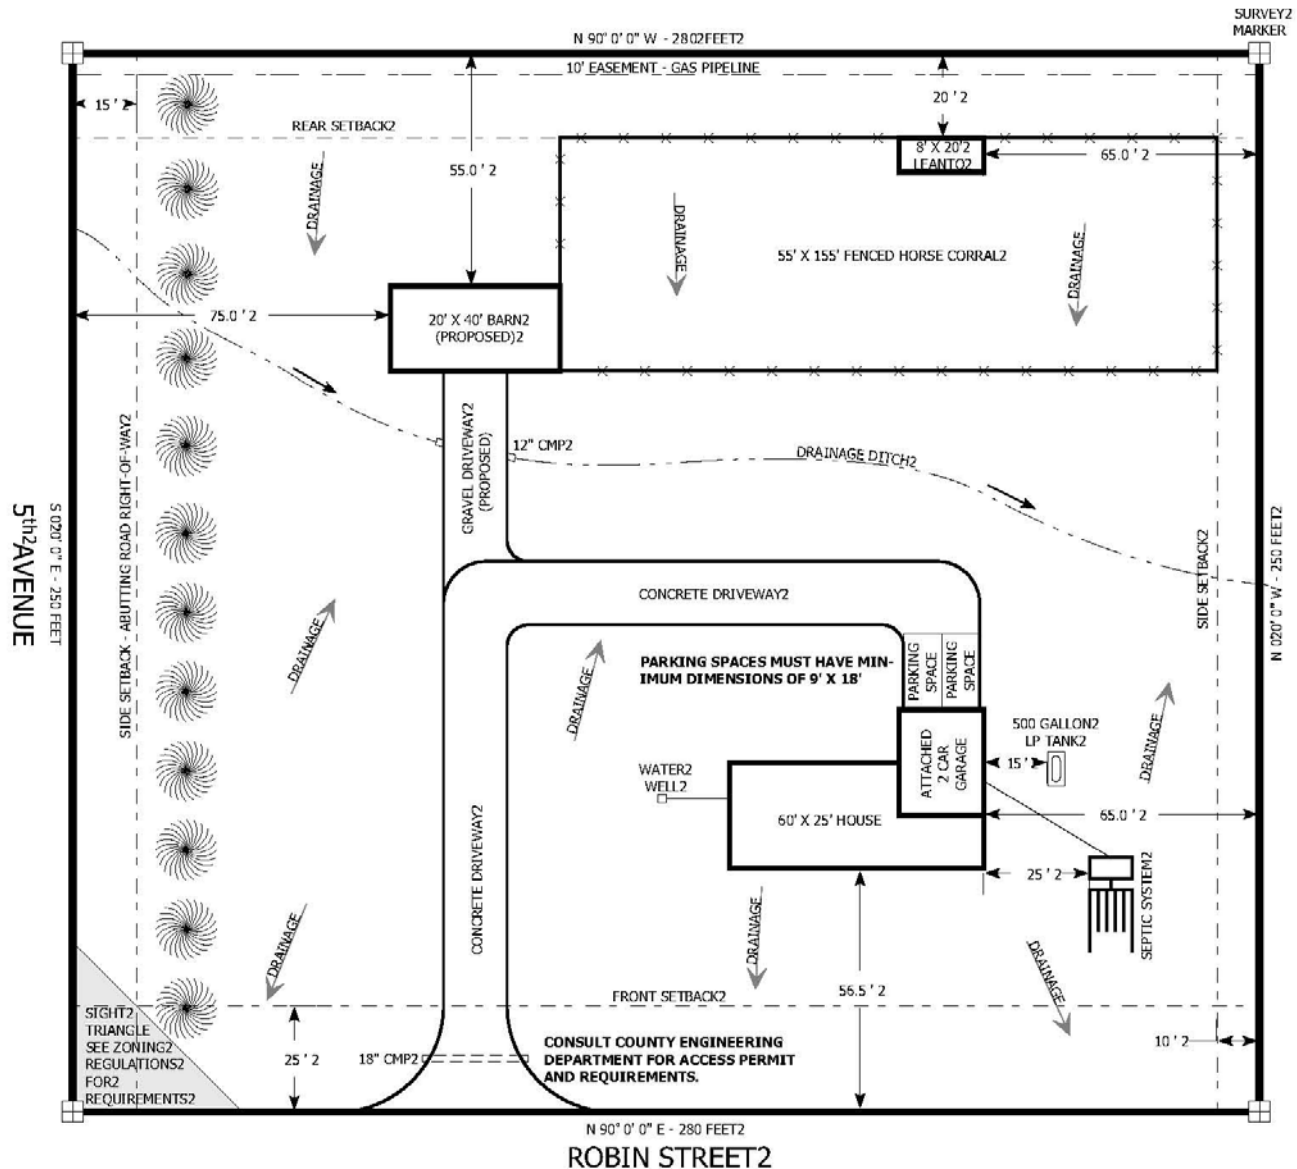 SURVEY2
MARKER
N 90° 0' 0" W - 2802FEET2
10' EASEMENT - GAS PIPELINE
15 ' 2
20 ' 2
REAR SETBACK2
8' X 20'2
LEANTO2
65.0 ' 2
55.0 ' 2
DRAINAGE
DRAINAGE
DRAINAGE
55' X 155' FENCED HORSE CORRAL2
75.0 ' 2
20' X 40' BARN2
(PROPOSED)2
GRAVEL DRIVEWAY2
(PROPOSED)
12" CMP2
DRAINAGE DITCH2
5th2 AVENUE
S 020' 0" E - 250 FEET
SIDE SETBACK - ABUTTING ROAD RIGHT-OF-WAY2
SIDE SETBACK2
N 020' 0" W - 250 FEET2
CONCRETE DRIVEWAY2
DRAINAGE
DRAINAGE
PARKING SPACES MUST HAVE MIN-
IMUM DIMENSIONS OF 9' X 18'
PARKING
SPACE
PARKING
SPACE
DRAINAGE
500 GALLON2
LP TANK2
15 ' 2
ATTACHED
2 CAR
GARAGE
WATER2
WELL2
60' X 25' HOUSE
65.0 ' 2
25 ' 2
SEPTIC SYSTEM2
CONCRETE DRIVEWAY2
DRAINAGE
DRAINAGE
DRAINAGE
FRONT SETBACK2
56.5 ' 2
SIGHT2
TRIANGLE
SEE ZONING2
REGULATIONS2
FOR2
REQUIREMENTS2
25 ' 2
18" CMP2
CONSULT COUNTY ENGINEERING
DEPARTMENT FOR ACCESS PERMIT
AND REQUIREMENTS.
10 ' 2
N 90° 0' 0" E - 280 FEET2
ROBIN STREET2